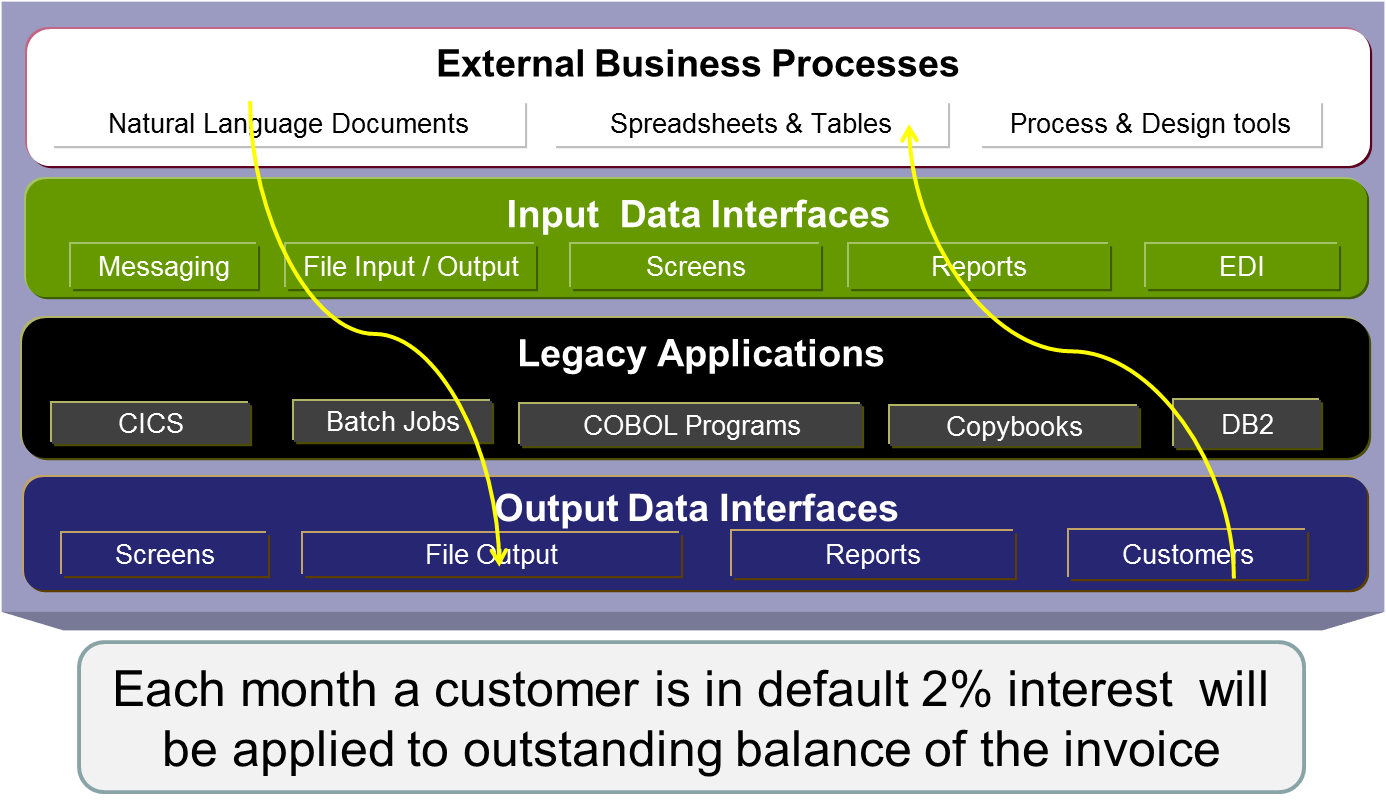 External Business Processes
Natural Language Documents
Spreadsheets & Tables
Process & Design tools
Input Data Interfaces
Messaging
File Input / Output
Screens
Reports
EDI
Legacy Applications
CICS
Batch Jobs
COBOL Programs
Copybooks
DB2
Output Data Interfaces
Screens
File Output
Reports
Customers
Each month a customer is in default 2% interest will
be applied to outstanding balance of the invoice